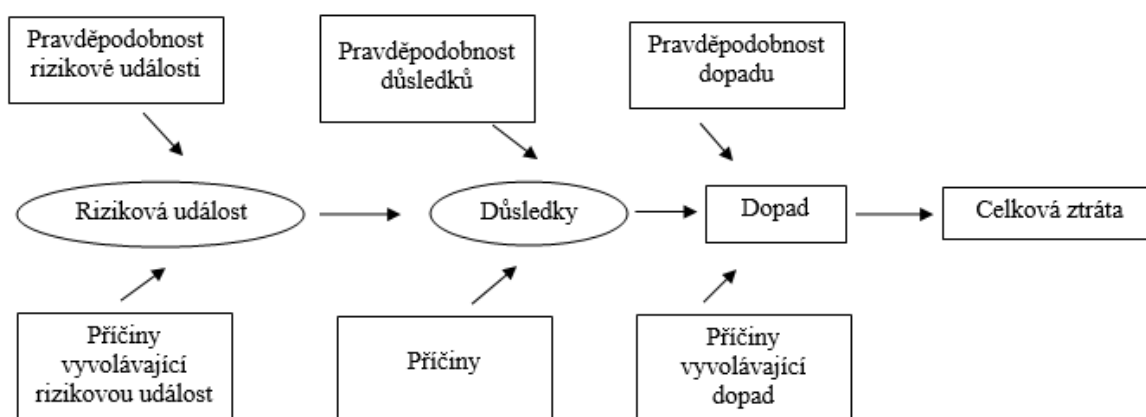 Pravděpodobnost
rizikové události
Pravděpodobnost
důsledků
Pravděpodobnost
dopadu
Riziková událost
Důsledky
Dopad
Celková ztráta
Příčiny
vyvolávající
rizikovou událost
Příčiny
Příčiny
vyvolávající
dopad